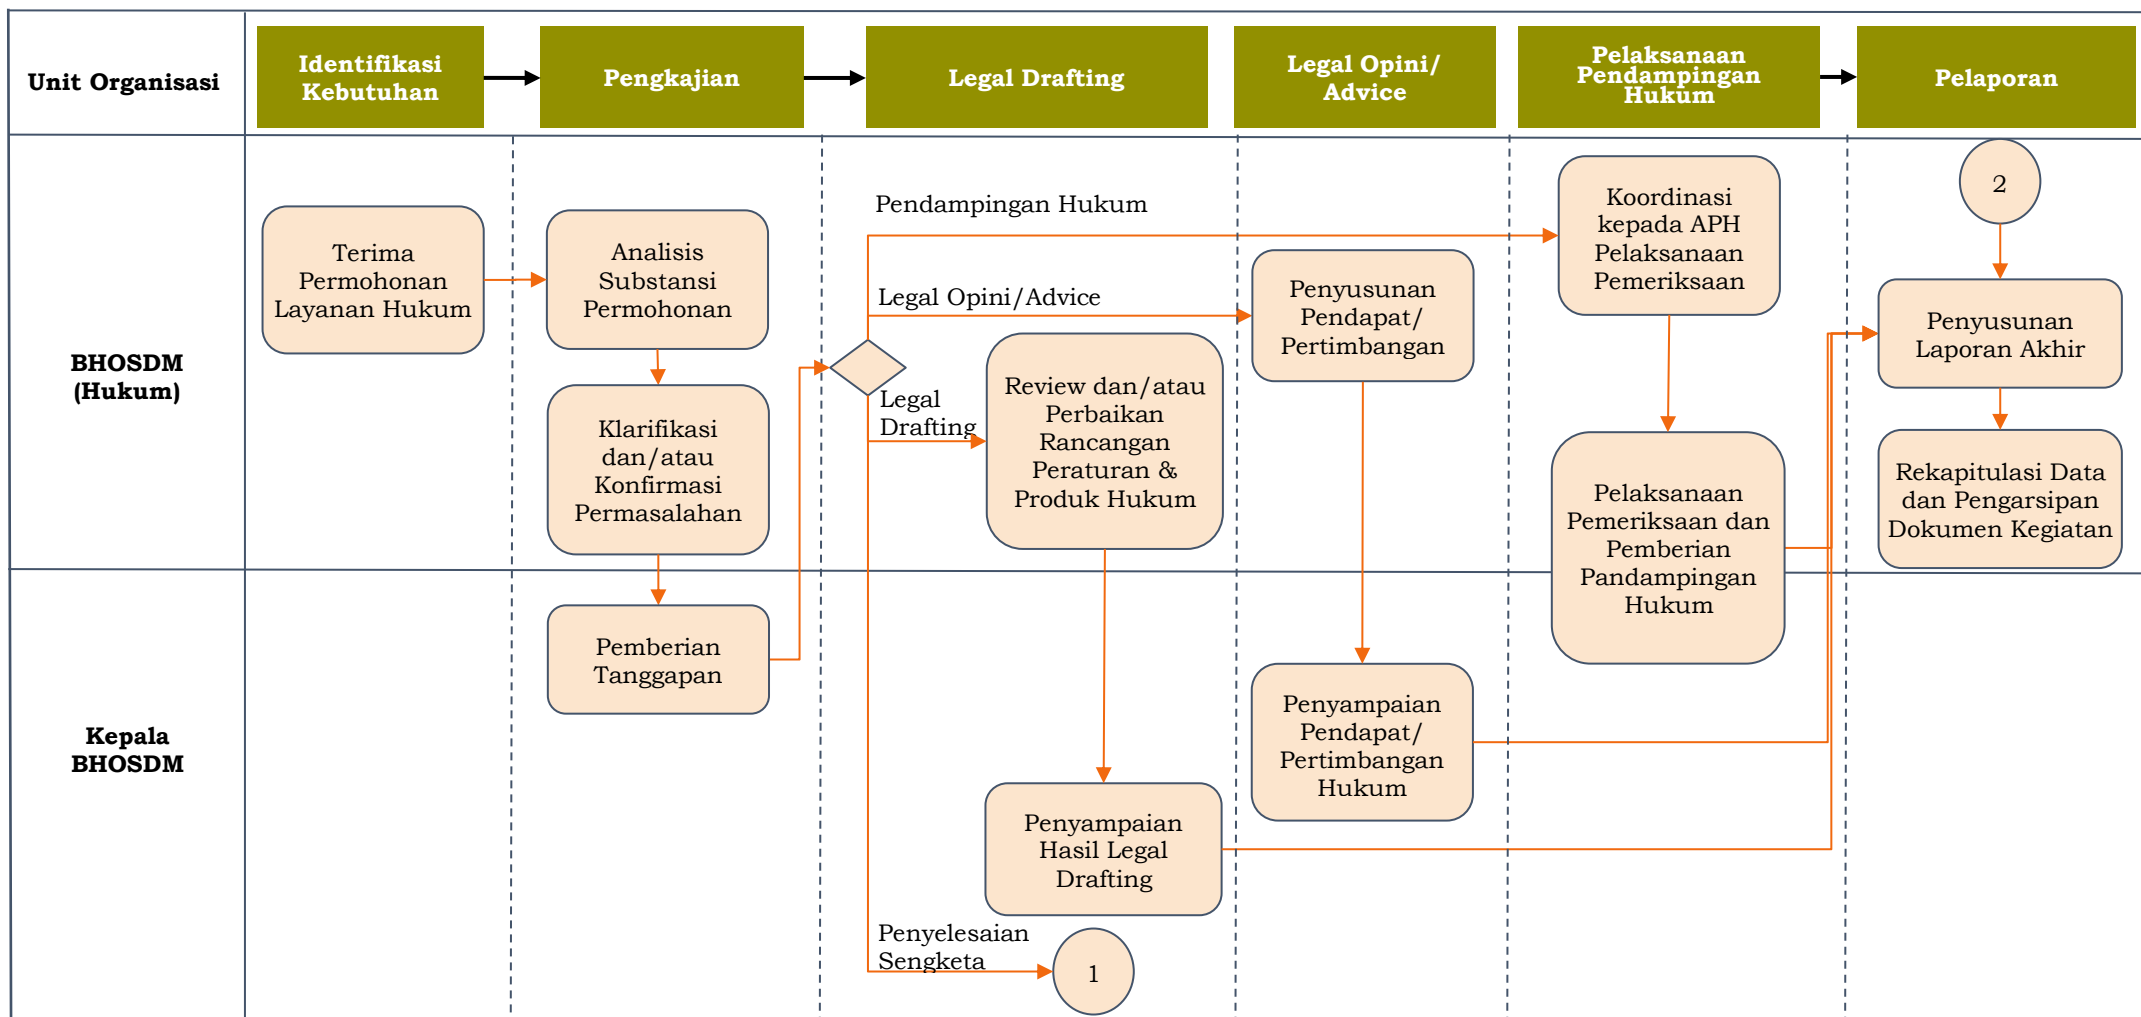 Unit Organisasi
Identifikasi
Kebutuhan
Pengkajian
Legal Drafting
Legal Opini/
Advice
Pelaksanaan
Pendampingan
Hukum
Pelaporan
BHOSDM
(Hukum)
Terima
Permohonan
Layanan Hukum
Analisis
Substansi
Permohonan
Klarifikasi
dan/atau
Konfirmasi
Permasalahan
Pendampingan Hukum
Legal Opini/Advice
Legal
Drafting
Review dan/atau
Perbaikan
Rancangan
Peraturan &
Produk Hukum
Penyusunan
Pendapat/
Pertimbangan
Koordinasi
kepada APH
Pelaksanaan
Pemeriksaan
Pelaksanaan
Pemeriksaan dan
Pemberian
Pandampingan
Hukum
2
Penyusunan
Laporan Akhir
Rekapitulasi Data
dan Pengarsipan
Dokumen Kegiatan
Kepala
BHOSDM
Pemberian
Tanggapan
Penyampaian
Hasil Legal
Drafting
Penyampaian
Pendapat/
Pertimbangan
Hukum
Penyelesaian
Sengketa
1